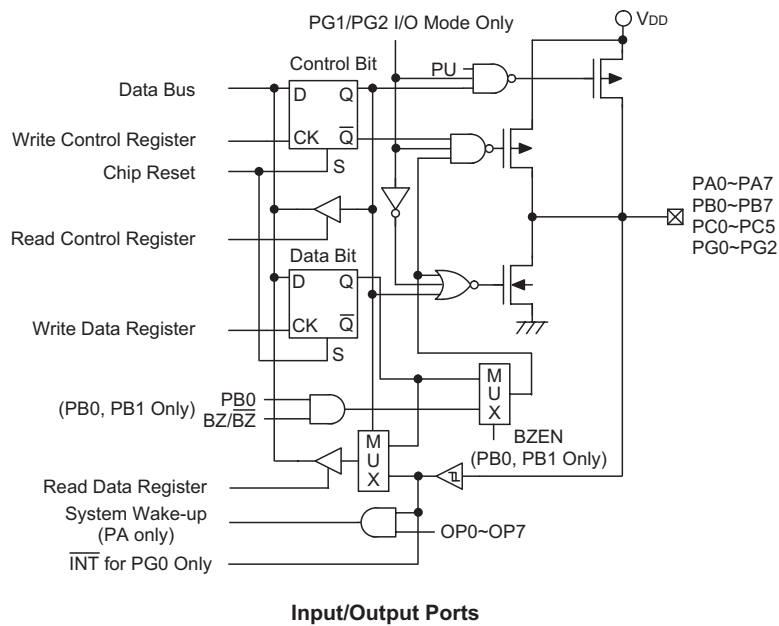 PG1/PG2 I/O Mode Only
VDD
Control Bit
PU
Data Bus
D
Q
Write Control Register
CK
Q̅
Chip Reset
S
PA0~PA7
PB0~PB7
PC0~PC5
PG0~PG2
Read Control Register
Data Bit
D
Q
Write Data Register
CK
Q̅
S
M
U
X
(PB0, PB1 Only)
PB0
BZ/B̅Z̅
BZEN
(PB0, PB1 Only)
M
U
X
Read Data Register
System Wake-up
(PA only)
OP0~OP7
I̅N̅T̅ for PG0 Only
Input/Output Ports